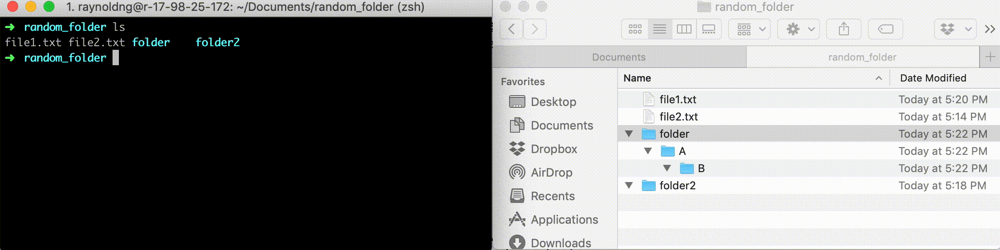 1. raynoldng@r-17-98-25-172: ~/Documents/random_folder (zsh)
➜ random_folder ls
file1.txt file2.txt folder folder2
➜ random_folder
random_folder
Documents random_folder
Favorites
Desktop
Documents
Dropbox
AirDrop
Recents
Applications
Downloads
Name Date Modified
file1.txt Today at 5:20 PM
file2.txt Today at 5:14 PM
folder Today at 5:22 PM
A Today at 5:22 PM
B Today at 5:22 PM
folder2 Today at 5:18 PM